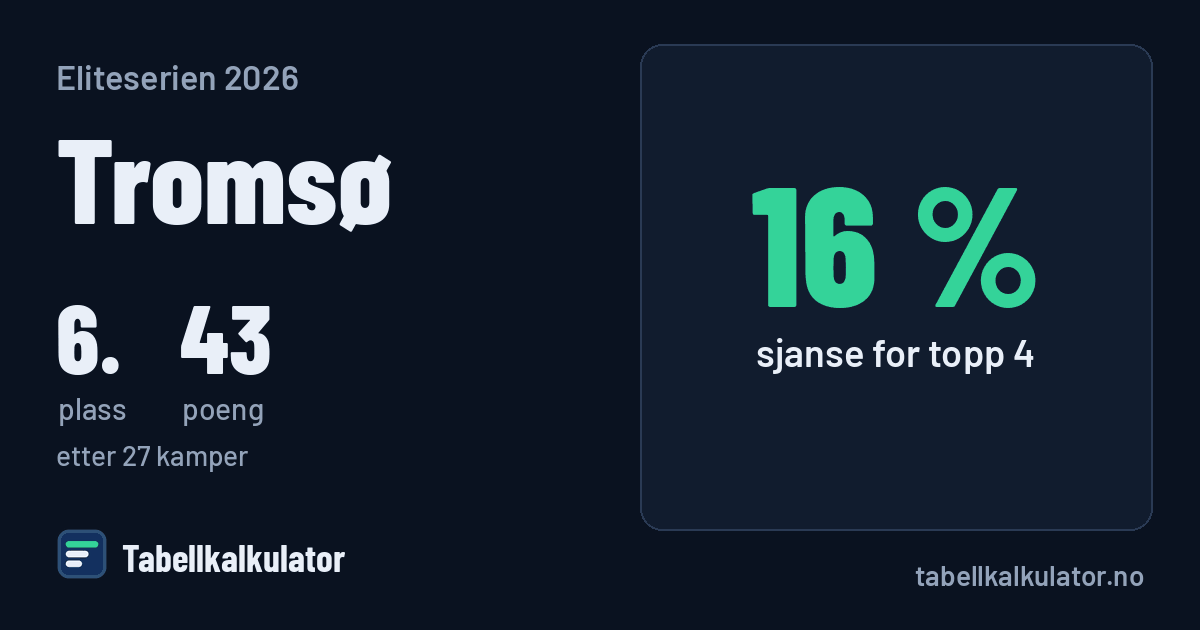 Eliteserien 2026
Tromsø
6. 43
plass poeng
etter 27 kamper
Tabellkalkulator
16 %
sjanse for topp 4
tabellkalkulator.no